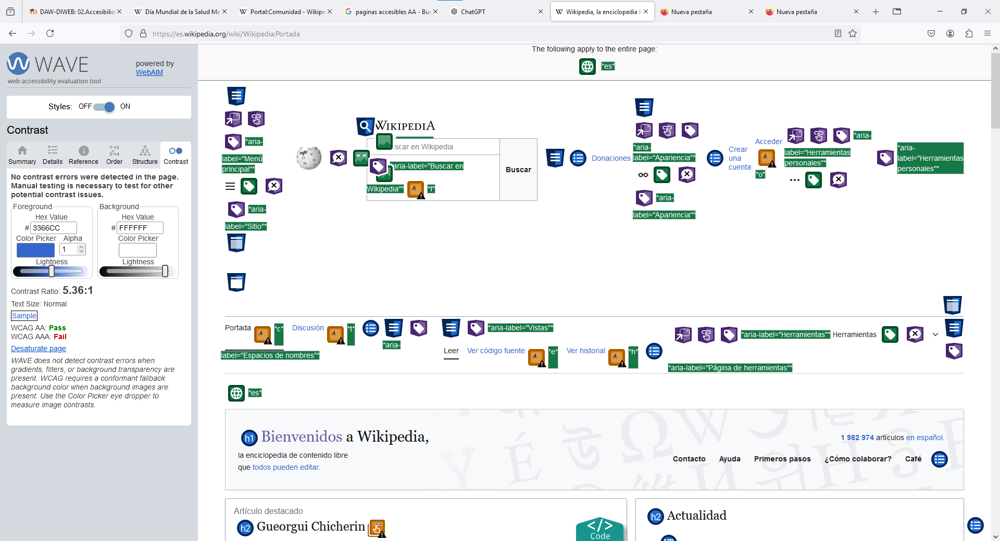 DAW-DIWEB: 02.Accesibilid
Día Mundial de la Salud Me
Portal:Comunidad - Wikipe
paginas accesibles AA - Bus
ChatGPT
Wikipedia, la enciclopedia li
Nueva pestaña
Nueva pestaña
https://es.wikipedia.org/wiki/Wikipedia:Portada
WAVE
web accessibility evaluation tool
powered by
WebAIM
Styles: OFF ON
Contrast
Summary Details Reference Order Structure Contrast
No contrast errors were detected in the page.
Manual testing is necessary to test for other
potential contrast issues.
Foreground
Hex Value
# 3366CC
Color Picker Alpha
1
Lightness
Background
Hex Value
# FFFFFF
Color Picker
Lightness
Contrast Ratio: 5.36:1
Text Size: Normal
Sample
WCAG AA: Pass
WCAG AAA: Fail
Desaturate page
WAVE does not detect contrast errors when
gradients, filters, or background transparency are
present. WCAG requires a conformant fallback
background color when background images are
present. Use the Color Picker eye dropper to
measure image contrasts.
The following apply to the entire page:
*es*
*aria-
label="Menú
principal"*
*aria-
label="Sitio"*
WIKIPEDIA
scar en Wikipedia
aria-label="Buscar en
Wikipedia"* A *f*
Buscar
Donaciones
*aria-
label="Apariencia"*
*aria-
label="Apariencia"*
Crear
una
cuenta
Acceder
A
*o*
*aria-
label="Herramientas
personales"*
*aria-
label="Herramientas
personales"*
Portada A *c*
Discusión A *t*
*aria-
label="Espacios de nombres"*
*aria-label="Vistas"*
Leer
Ver código fuente A *e*
Ver historial A *h*
*aria-label="Herramientas" Herramientas
*aria-label="Página de herramientas"*
*es*
h1 Bienvenidos a Wikipedia,
la enciclopedia de contenido libre
que todos pueden editar.
1 982 974 artículos en español.
Contacto Ayuda Primeros pasos ¿Cómo colaborar? Café
Artículo destacado
h2 Gueorgui Chicherin
</>
Code
h2 Actualidad